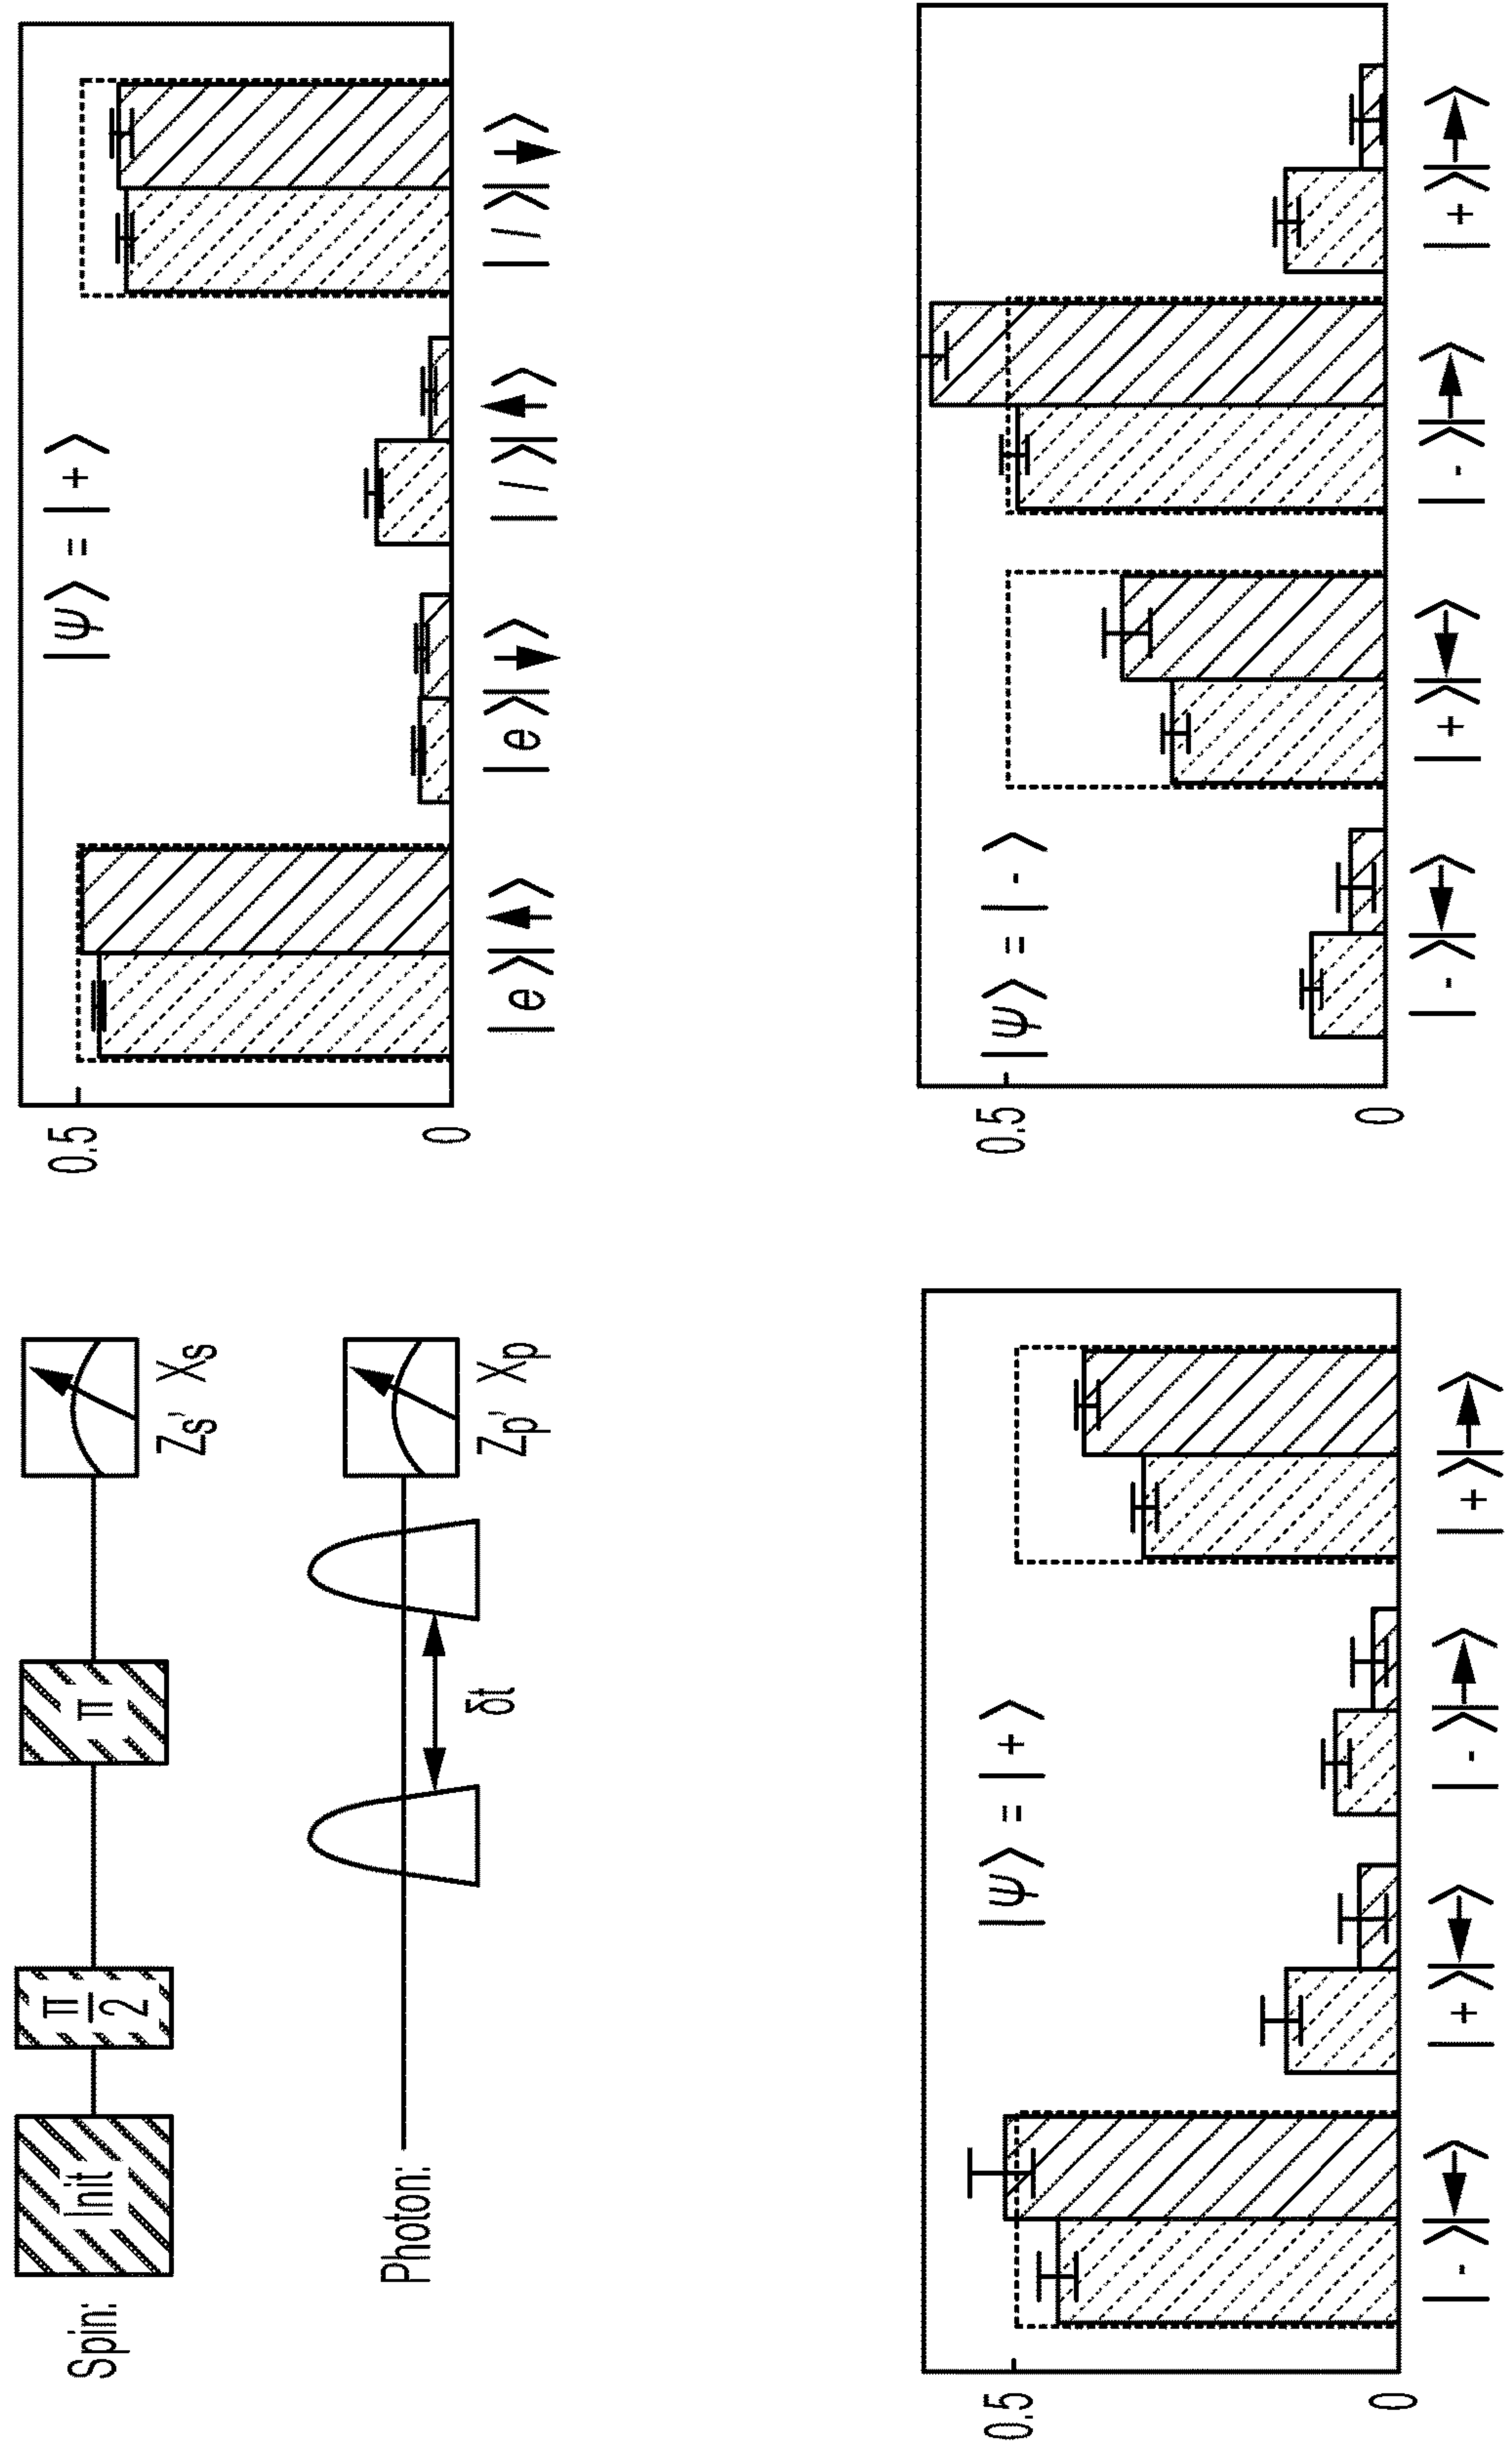 Spin:
Init
π/2
π
Zs' Xs
Photon:
δt
Zp' Xp
|ψ⟩ = |+⟩
0.5
0
|e⟩|↑⟩ |e⟩|↓⟩ |l⟩|↑⟩ |l⟩|↓⟩
|ψ⟩ = |+⟩
0.5
0
|-⟩|←⟩ |+⟩|←⟩ |-⟩|→⟩ |+⟩|→⟩
|ψ⟩ = |-⟩
0.5
0
|-⟩|←⟩ |+⟩|←⟩ |-⟩|→⟩ |+⟩|→⟩